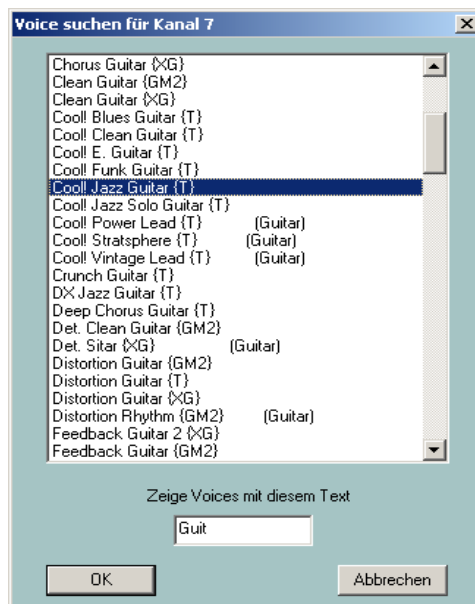 Voice suchen für Kanal 7
Chorus Guitar {XG}
Clean Guitar {GM2}
Clean Guitar {XG}
Cool! Blues Guitar {T}
Cool! Clean Guitar {T}
Cool! E. Guitar {T}
Cool! Funk Guitar {T}
Cool! Jazz Guitar {T}
Cool! Jazz Solo Guitar {T}
Cool! Power Lead {T} (Guitar)
Cool! Stratsphere {T} (Guitar)
Cool! Vintage Lead {T} (Guitar)
Crunch Guitar {T}
DX Jazz Guitar {T}
Deep Chorus Guitar {T}
Det. Clean Guitar {GM2}
Det. Sitar {XG} (Guitar)
Distortion Guitar {GM2}
Distortion Guitar {T}
Distortion Guitar {XG}
Distortion Rhythm {GM2} (Guitar)
Feedback Guitar 2 {XG}
Feedback Guitar {GM2}
Zeige Voices mit diesem Text
Guit
OK Abbrechen